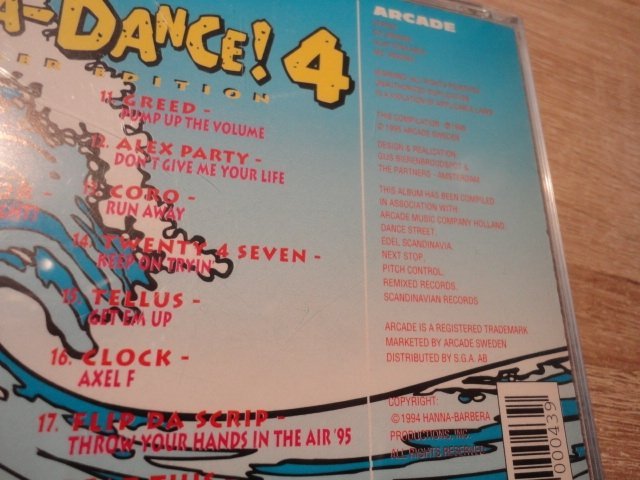 A-DANCE! 4
ER EDITION
11. GREED -
PUMP UP THE VOLUME
12. ALEX PARTY -
DON'T GIVE ME YOUR LIFE
13. CORO -
RUN AWAY
14. TWENTY 4 SEVEN -
KEEP ON TRYIN'
15. TELLUS -
GET EM UP
16. CLOCK -
AXEL F
17. FLIP DA SCRIP -
THROW YOUR HANDS IN THE AIR '95
ARCADE
THIS COMPILATION ℗ 1995
© 1995 ARCADE SWEDEN
DESIGN & REALIZATION:
GIJS BIERENBROODSPOT &
THE PARTNERS - AMSTERDAM
THIS ALBUM HAS BEEN COMPILED
IN ASSOCIATION WITH:
ARCADE MUSIC COMPANY HOLLAND,
DANCE STREET,
EDEL SCANDINAVIA,
NEXT STOP,
PITCH CONTROL,
REMIXED RECORDS,
SCANDINAVIAN RECORDS
ARCADE IS A REGISTERED TRADEMARK
MARKETED BY ARCADE SWEDEN
DISTRIBUTED BY S.G.A. AB
COPYRIGHT:
©1994 HANNA-BARBERA
PRODUCTIONS, INC.
ALL RIGHTS RESERVED
000439